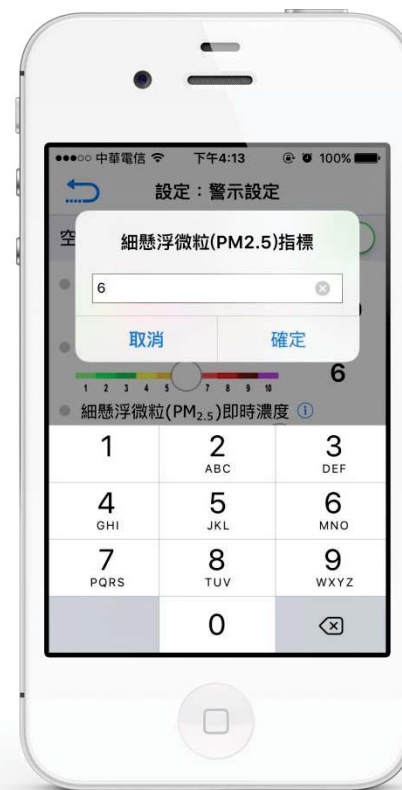 ●●●○○ 中華電信 下午4:13 100%
設定：警示設定
空
細懸浮微粒(PM2.5)指標
6
取消 確定
6
1 2 3 4 5 7 8 9 10
細懸浮微粒(PM2.5)即時濃度 i
1 2 3
ABC DEF
4 5 6
GHI JKL MNO
7 8 9
PQRS TUV WXYZ
0